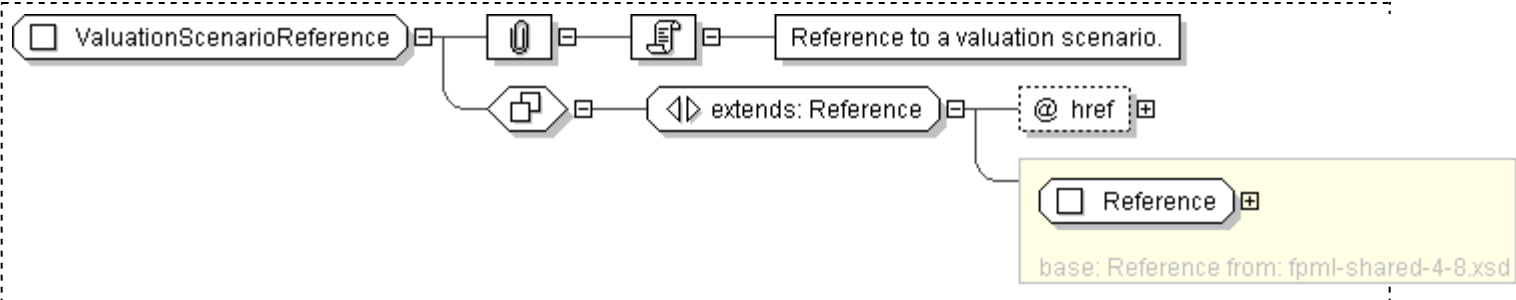 ValuationScenarioReference
Reference to a valuation scenario.
extends: Reference
@ href
Reference
base: Reference from: fpml-shared-4-8.xsd